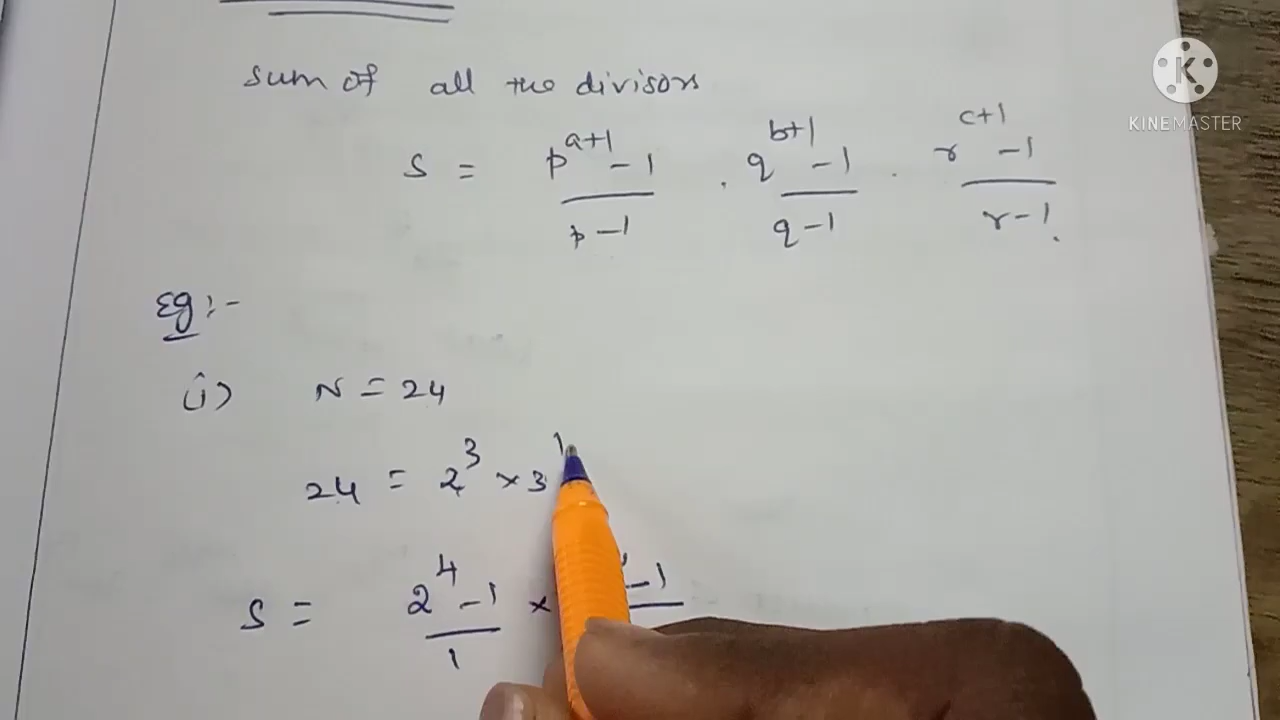 sum of all the divisors
K
KINEMASTER
S = p^(a+1) - 1 / p - 1 . q^(b+1) - 1 / q - 1 . r^(c+1) - 1 / r - 1 .
Eg:-
(i) N = 24
24 = 2^3 × 3^1
S = 2^4 - 1 / 1 × - 1